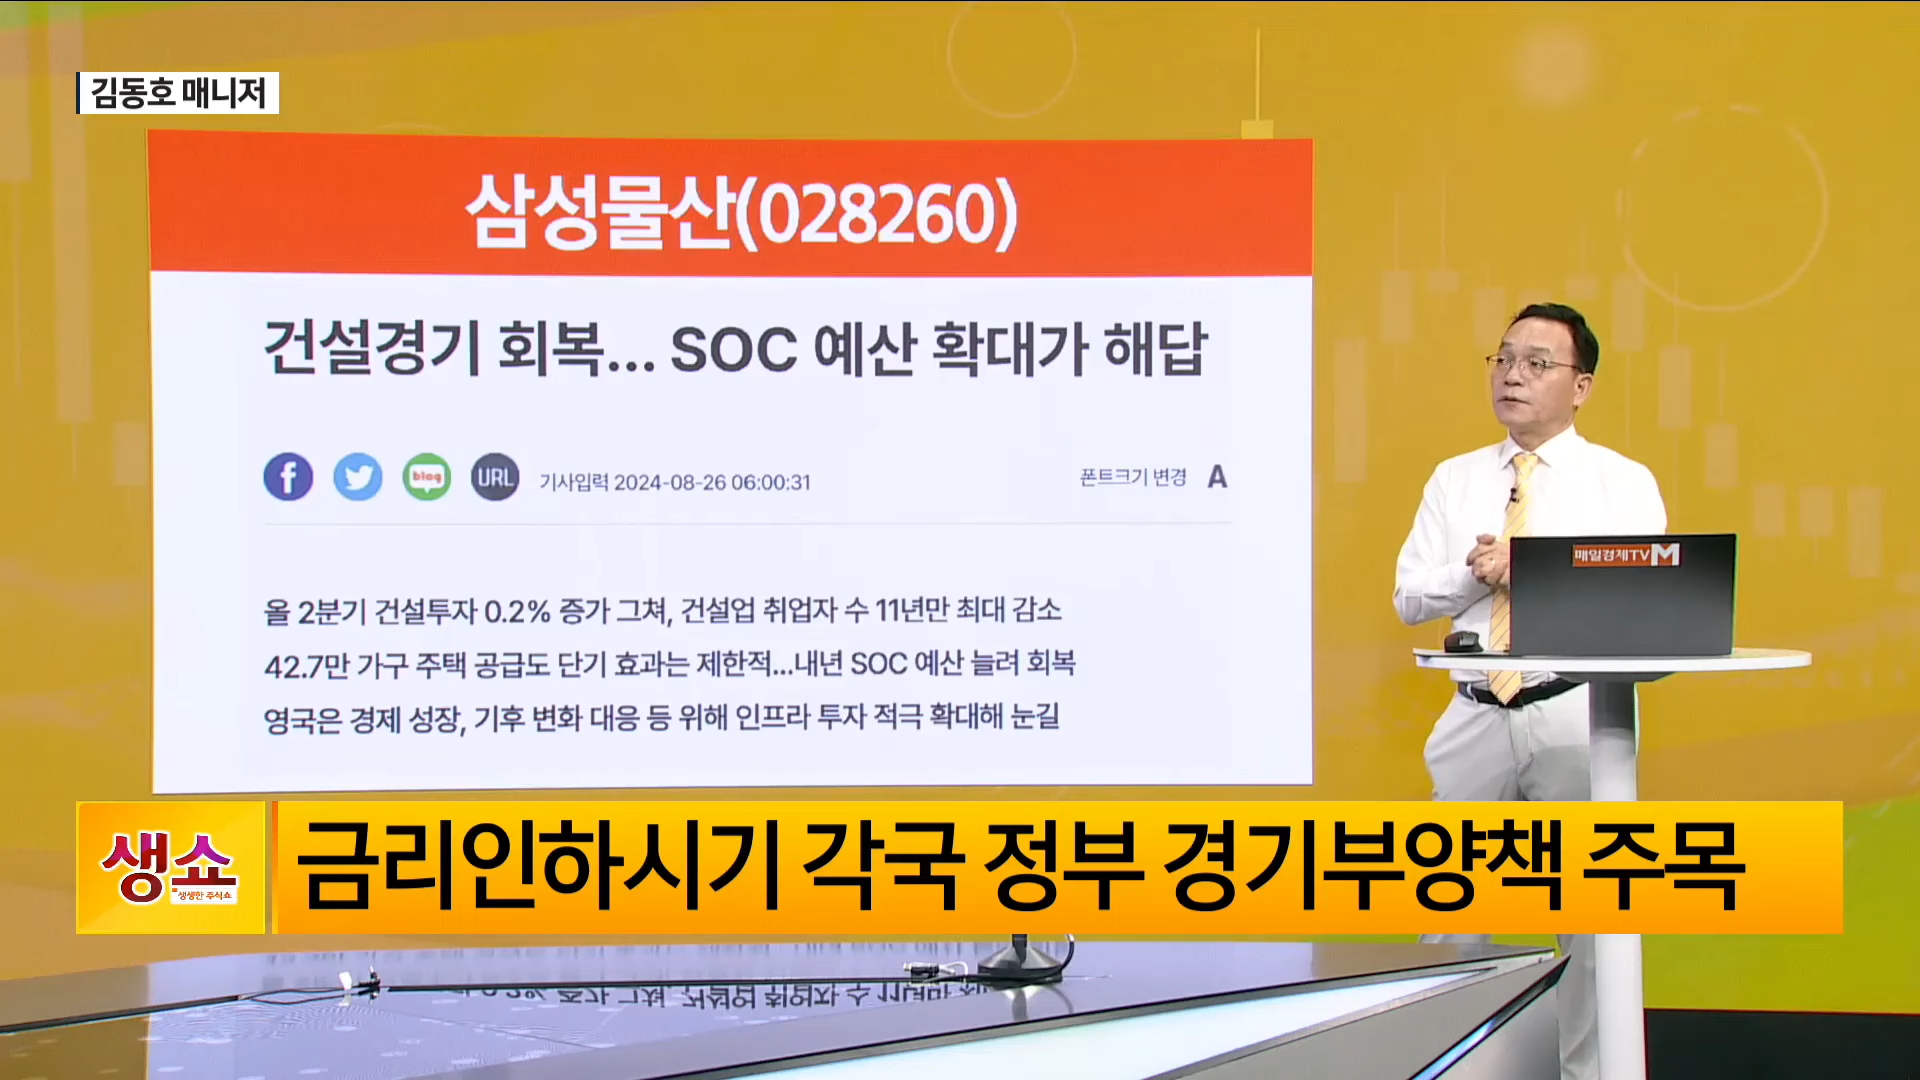 김동호 매니저
삼성물산(028260)
건설경기 회복... SOC 예산 확대가 해답
f blog URL 기사입력 2024-08-26 06:00:31 폰트크기 변경 A
올 2분기 건설투자 0.2% 증가 그쳐, 건설업 취업자 수 11년만 최대 감소
42.7만 가구 주택 공급도 단기 효과는 제한적...내년 SOC 예산 늘려 회복
영국은 경제 성장, 기후 변화 대응 등 위해 인프라 투자 적극 확대해 눈길
매일경제TV M
생쇼
생생한 주식쇼
금리인하시기 각국 정부 경기부양책 주목